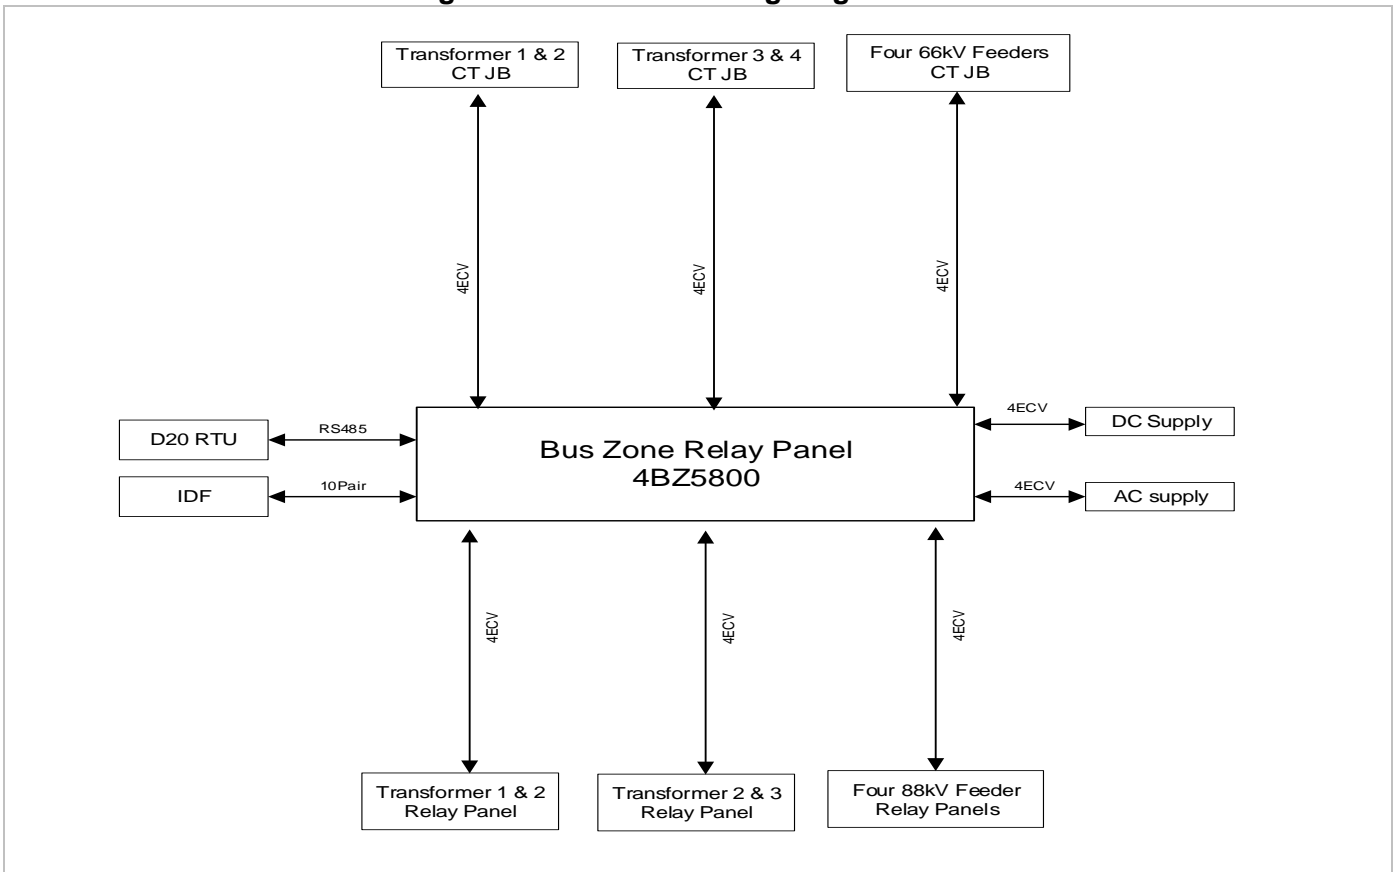 Transformer 1 & 2
CT JB
Transformer 3 & 4
CT JB
Four 66kV Feeders
CT JB
4ECV
4ECV
4ECV
D20 RTU
RS485
IDF
10Pair
Bus Zone Relay Panel
4BZ5800
4ECV
DC Supply
4ECV
AC supply
4ECV
4ECV
4ECV
Transformer 1 & 2
Relay Panel
Transformer 2 & 3
Relay Panel
Four 88kV Feeder
Relay Panels